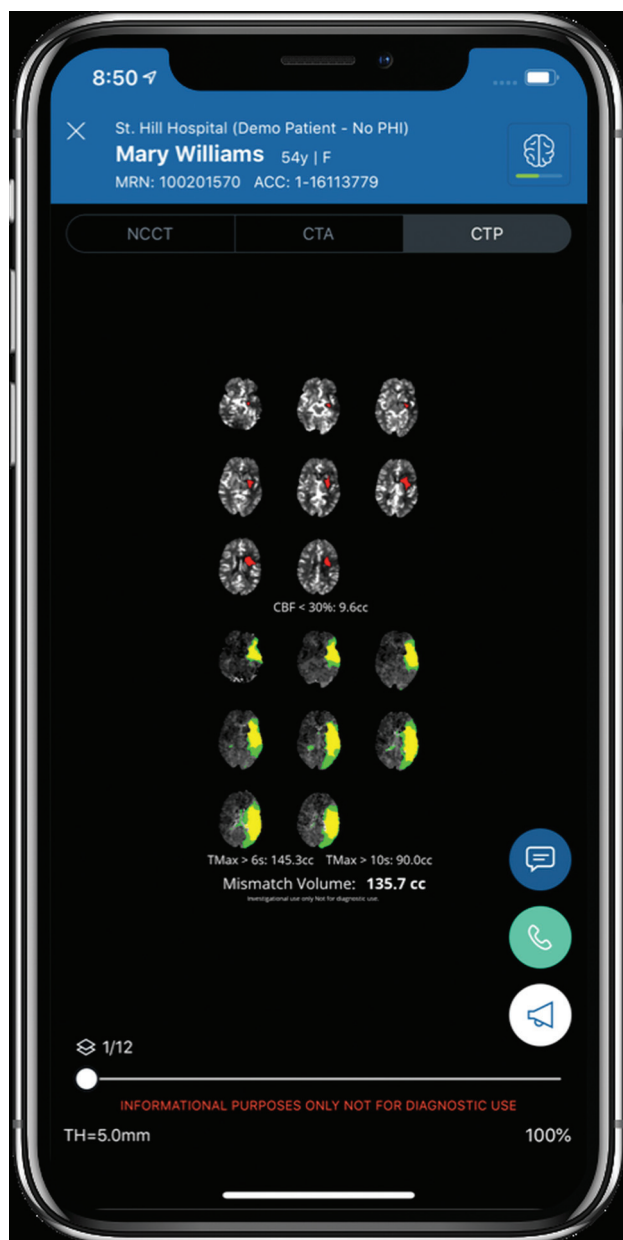 8:50
St. Hill Hospital (Demo Patient - No PHI)
Mary Williams 54y | F
MRN: 100201570 ACC: 1-16113779
NCCT CTA CTP
CBF < 30%: 9.6cc
TMax > 6s: 145.3cc TMax > 10s: 90.0cc
Mismatch Volume: 135.7 cc
Investigational use only Not for diagnostic use.
1/12
INFORMATIONAL PURPOSES ONLY NOT FOR DIAGNOSTIC USE
TH=5.0mm 100%